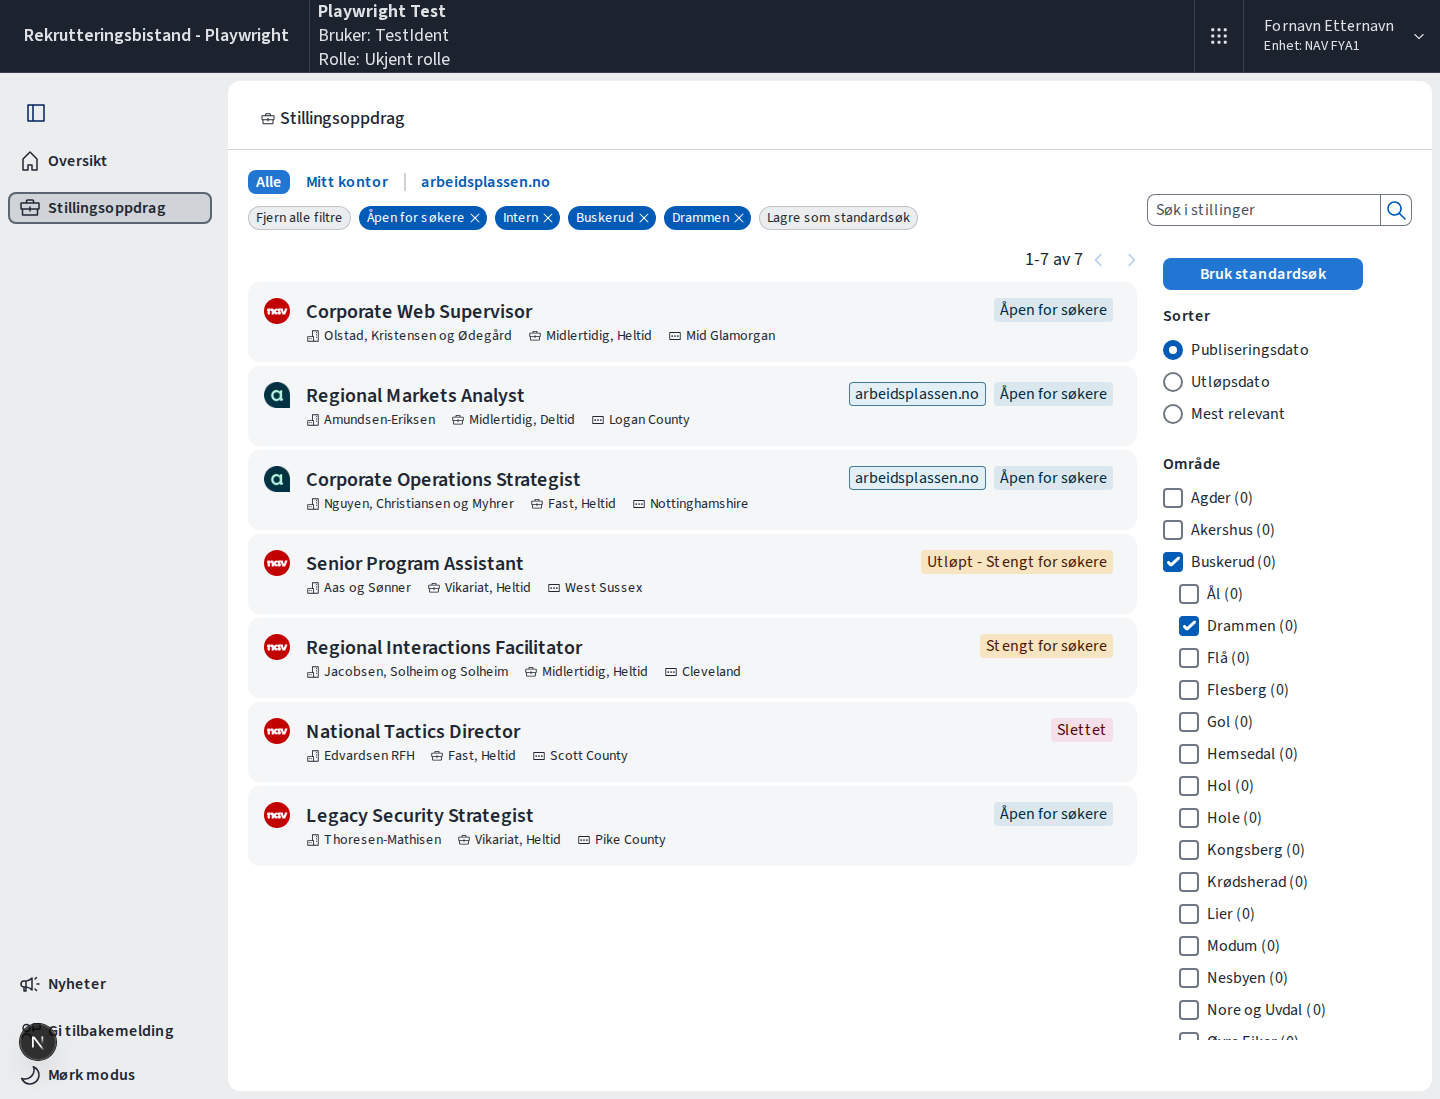 Rekrutteringsbistand - Playwright
Playwright Test
Bruker: TestIdent
Rolle: Ukjent rolle
Fornavn Etternavn
Enhet: NAV FYA1
Oversikt
Stillingsoppdrag
Nyheter
Gi tilbakemelding
N
Mørk modus
Stillingsoppdrag
Alle
Mitt kontor
arbeidsplassen.no
Fjern alle filtre
Åpen for søkere
Intern
Buskerud
Drammen
Lagre som standardsøk
Søk i stillinger
1-7 av 7
nav
Corporate Web Supervisor
Åpen for søkere
Olstad, Kristensen og Ødegård
Midlertidig, Heltid
Mid Glamorgan
a
Regional Markets Analyst
arbeidsplassen.no
Åpen for søkere
Amundsen-Eriksen
Midlertidig, Deltid
Logan County
a
Corporate Operations Strategist
arbeidsplassen.no
Åpen for søkere
Nguyen, Christiansen og Myhrer
Fast, Heltid
Nottinghamshire
nav
Senior Program Assistant
Utløpt - Stengt for søkere
Aas og Sønner
Vikariat, Heltid
West Sussex
nav
Regional Interactions Facilitator
Stengt for søkere
Jacobsen, Solheim og Solheim
Midlertidig, Heltid
Cleveland
nav
National Tactics Director
Slettet
Edvardsen RFH
Fast, Heltid
Scott County
nav
Legacy Security Strategist
Åpen for søkere
Thoresen-Mathisen
Vikariat, Heltid
Pike County
Bruk standardsøk
Sorter
Publiseringsdato
Utløpsdato
Mest relevant
Område
Agder (0)
Akershus (0)
Buskerud (0)
Ål (0)
Drammen (0)
Flå (0)
Flesberg (0)
Gol (0)
Hemsedal (0)
Hol (0)
Hole (0)
Kongsberg (0)
Krødsherad (0)
Lier (0)
Modum (0)
Nesbyen (0)
Nore og Uvdal (0)
Øvre Eiker (0)